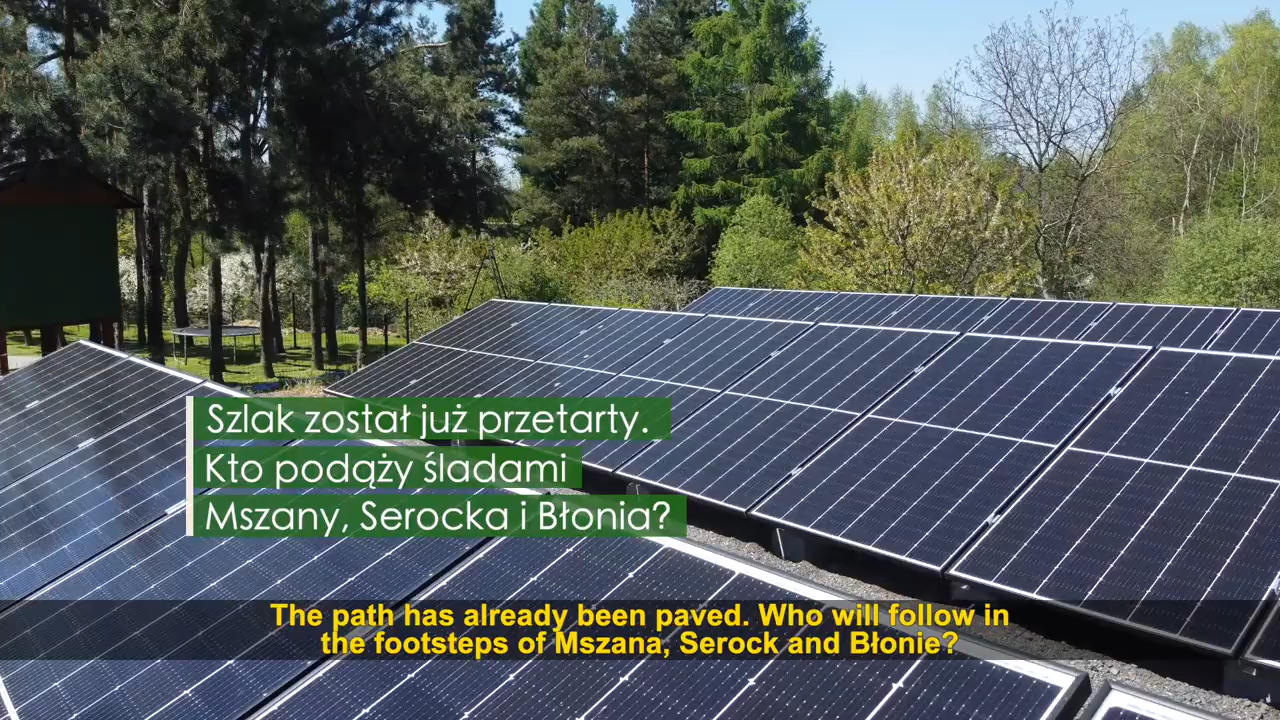 Szlak został już przetarty.
Kto podąży śladami
Mszany, Serocka i Błonia?
The path has already been paved. Who will follow in
the footsteps of Mszana, Serock and Błonie?